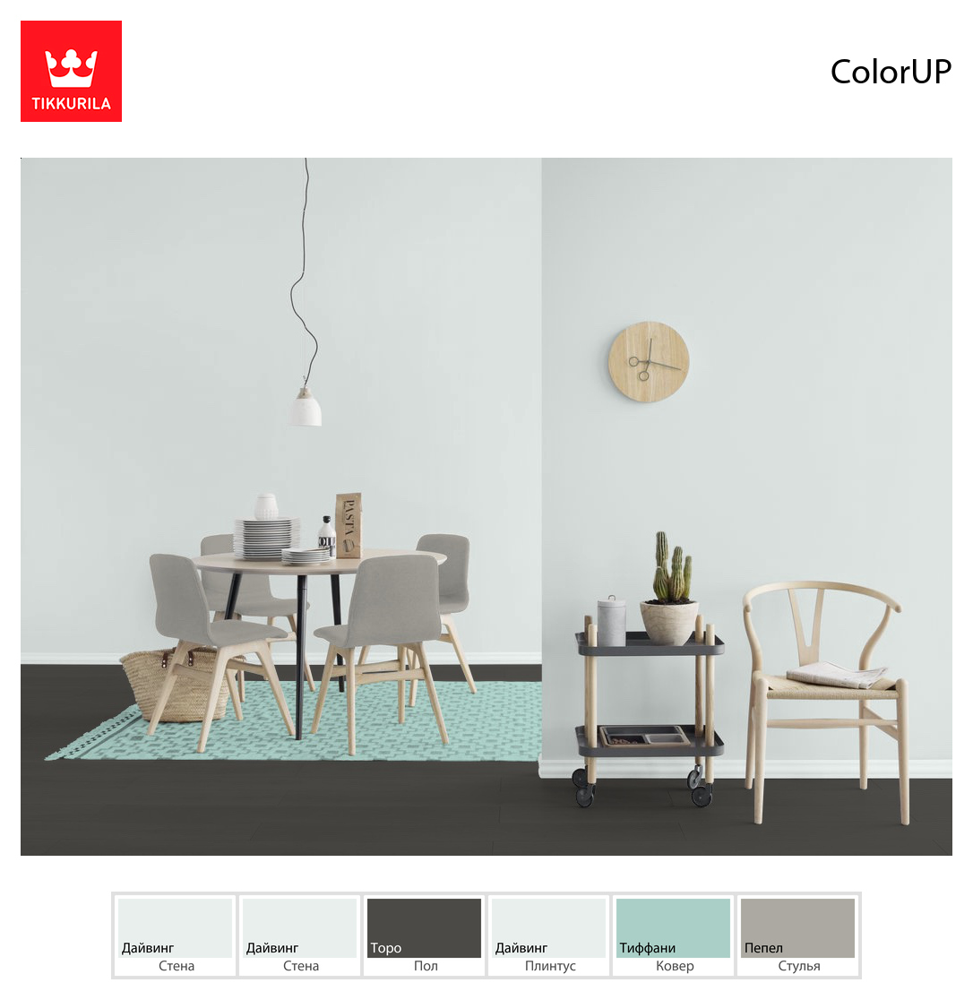 TIKKURILA
ColorUP
PASTA
Дайвинг
Стена
Дайвинг
Стена
Торо
Пол
Дайвинг
Плинтус
Тиффани
Ковер
Пепел
Стулья